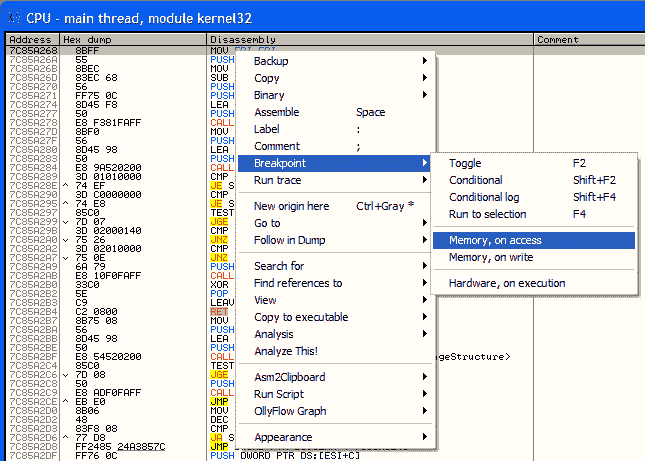 CPU - main thread, module kernel32
Address Hex dump Disassembly Comment
7C85A268 8BFF MOV EDI,EDI
7C85A26A 55 PUSH
7C85A26B 8BEC MOV
7C85A26D 83EC 68 SUB
7C85A270 56 PUSH
7C85A271 FF75 0C PUSH
7C85A274 8D45 F8 LEA
7C85A277 50 PUSH
7C85A278 E8 F381FAFF CALL
7C85A27D 8BF0 MOV
7C85A27F 56 PUSH
7C85A280 8D45 98 LEA
7C85A283 50 PUSH
7C85A284 E8 9A520200 CALL
7C85A289 3D 01010000 CMP
7C85A28E ^ 74 EF JE S
7C85A290 3D C0000000 CMP
7C85A295 ^ 74 E8 JE S
7C85A297 85C0 TEST
7C85A299 ˅ 7D 07 JGE
7C85A29B 3D 02000140 CMP
7C85A2A0 ˅ 75 26 JNZ
7C85A2A2 3D 02010000 CMP
7C85A2A7 ˅ 75 0E JNZ
7C85A2A9 6A 79 PUSH
7C85A2AB E8 10F0FAFF CALL
7C85A2B0 33C0 XOR
7C85A2B2 5E POP
7C85A2B3 C9 LEAV
7C85A2B4 C2 0800 RET
7C85A2B7 8B75 08 MOV
7C85A2BA 56 PUSH
7C85A2BB 8D45 98 LEA
7C85A2BE 50 PUSH
7C85A2BF E8 54520200 CALL geStructure>
7C85A2C4 85C0 TEST
7C85A2C6 ˅ 7D 08 JGE
7C85A2C8 50 PUSH
7C85A2C9 E8 ADF0FAFF CALL
7C85A2CE ^ EB E0 JMP
7C85A2D0 8B06 MOV
7C85A2D2 48 DEC
7C85A2D3 83F8 08 CMP
7C85A2D6 ^ 77 D8 JA S
7C85A2D8 FF2485 24A3857C JMP
FF76 0C PUSH DWORD PTR DS:[ESI+C]
Backup
Copy
Binary
Assemble Space
Label :
Comment ;
Breakpoint
Run trace
New origin here Ctrl+Gray *
Go to
Follow in Dump
Search for
Find references to
View
Copy to executable
Analysis
Analyze This!
Asm2Clipboard
Run Script
OllyFlow Graph
Appearance
Toggle F2
Conditional Shift+F2
Conditional log Shift+F4
Run to selection F4
Memory, on access
Memory, on write
Hardware, on execution